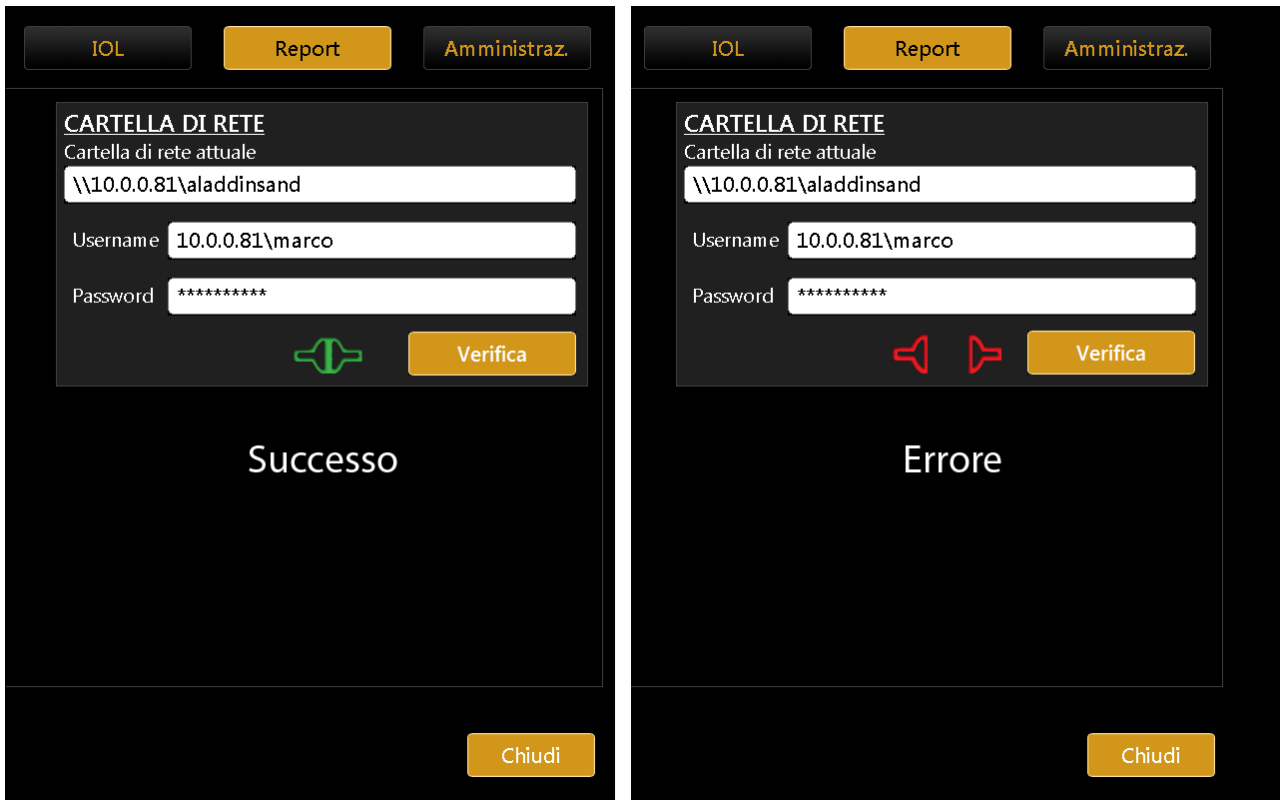 IOL Report Amministraz.
CARTELLA DI RETE
Cartella di rete attuale
\\10.0.0.81\aladdinsand
Username 10.0.0.81\marco
Password **********
Verifica
Successo
Chiudi
IOL Report Amministraz.
CARTELLA DI RETE
Cartella di rete attuale
\\10.0.0.81\aladdinsand
Username 10.0.0.81\marco
Password **********
Verifica
Errore
Chiudi